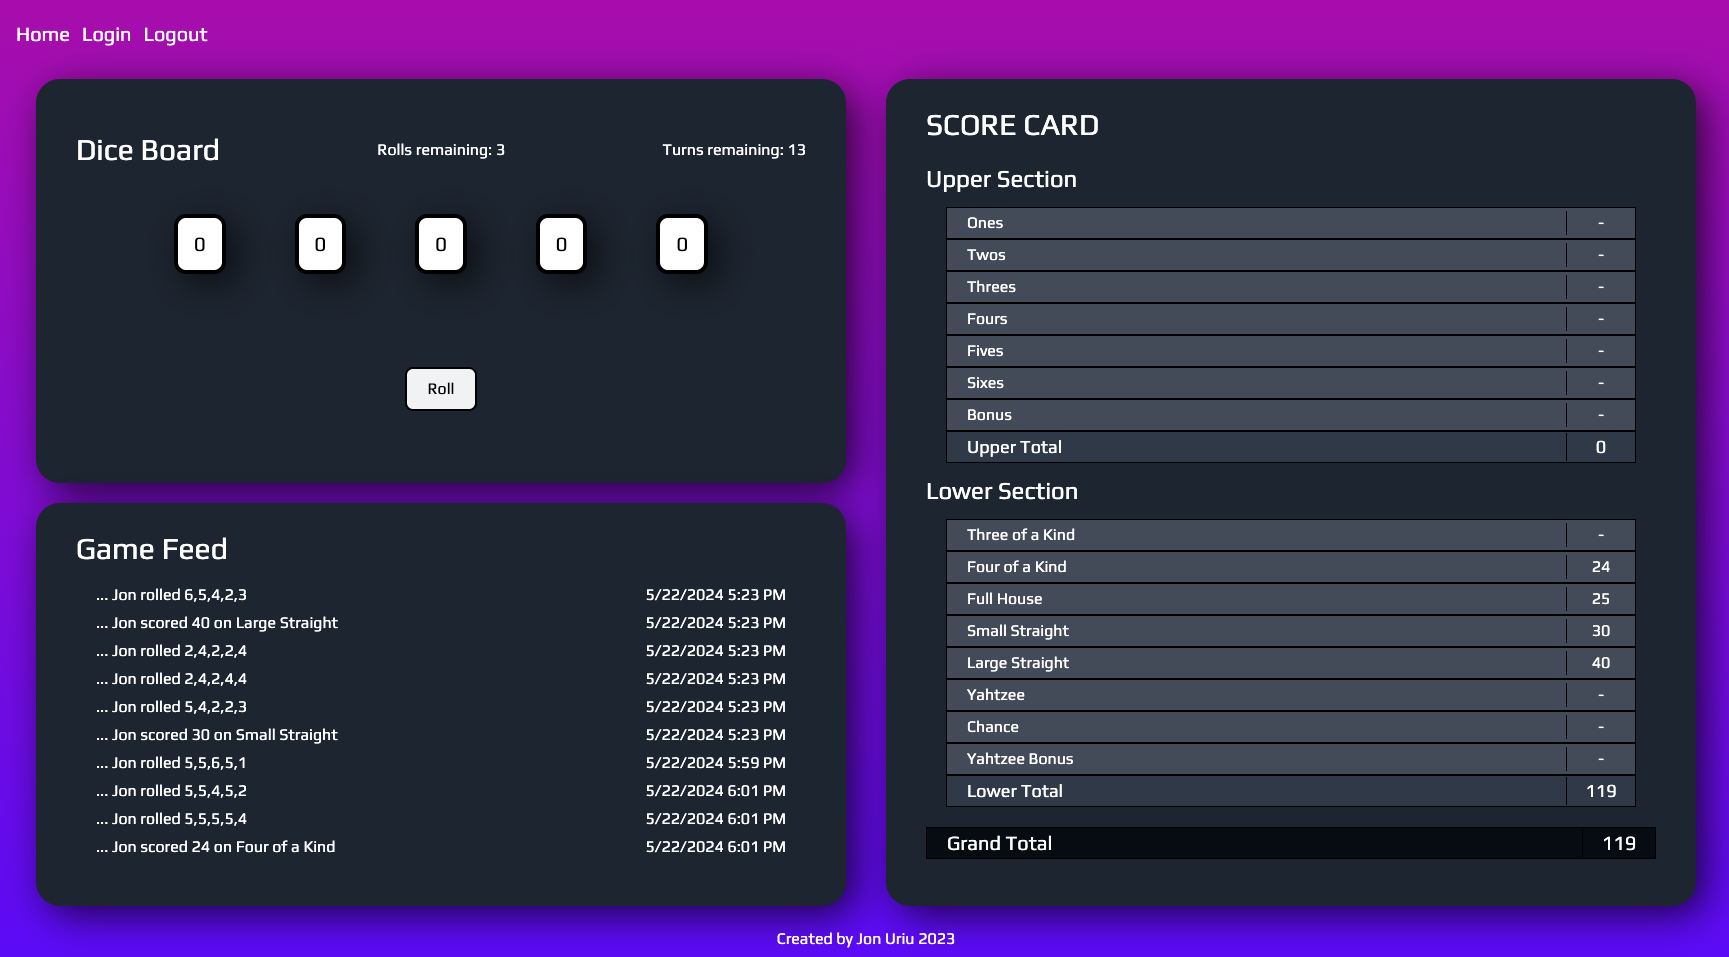 Home Login Logout
Dice Board
Rolls remaining: 3
Turns remaining: 13
0 0 0 0 0
Roll
Game Feed
... Jon rolled 6,5,4,2,3 5/22/2024 5:23 PM
... Jon scored 40 on Large Straight 5/22/2024 5:23 PM
... Jon rolled 2,4,2,2,4 5/22/2024 5:23 PM
... Jon rolled 2,4,2,4,4 5/22/2024 5:23 PM
... Jon rolled 5,4,2,2,3 5/22/2024 5:23 PM
... Jon scored 30 on Small Straight 5/22/2024 5:23 PM
... Jon rolled 5,5,6,5,1 5/22/2024 5:59 PM
... Jon rolled 5,5,4,5,2 5/22/2024 6:01 PM
... Jon rolled 5,5,5,5,4 5/22/2024 6:01 PM
... Jon scored 24 on Four of a Kind 5/22/2024 6:01 PM
SCORE CARD
Upper Section
Ones -
Twos -
Threes -
Fours -
Fives -
Sixes -
Bonus -
Upper Total 0
Lower Section
Three of a Kind -
Four of a Kind 24
Full House 25
Small Straight 30
Large Straight 40
Yahtzee -
Chance -
Yahtzee Bonus -
Lower Total 119
Grand Total 119
Created by Jon Uriu 2023